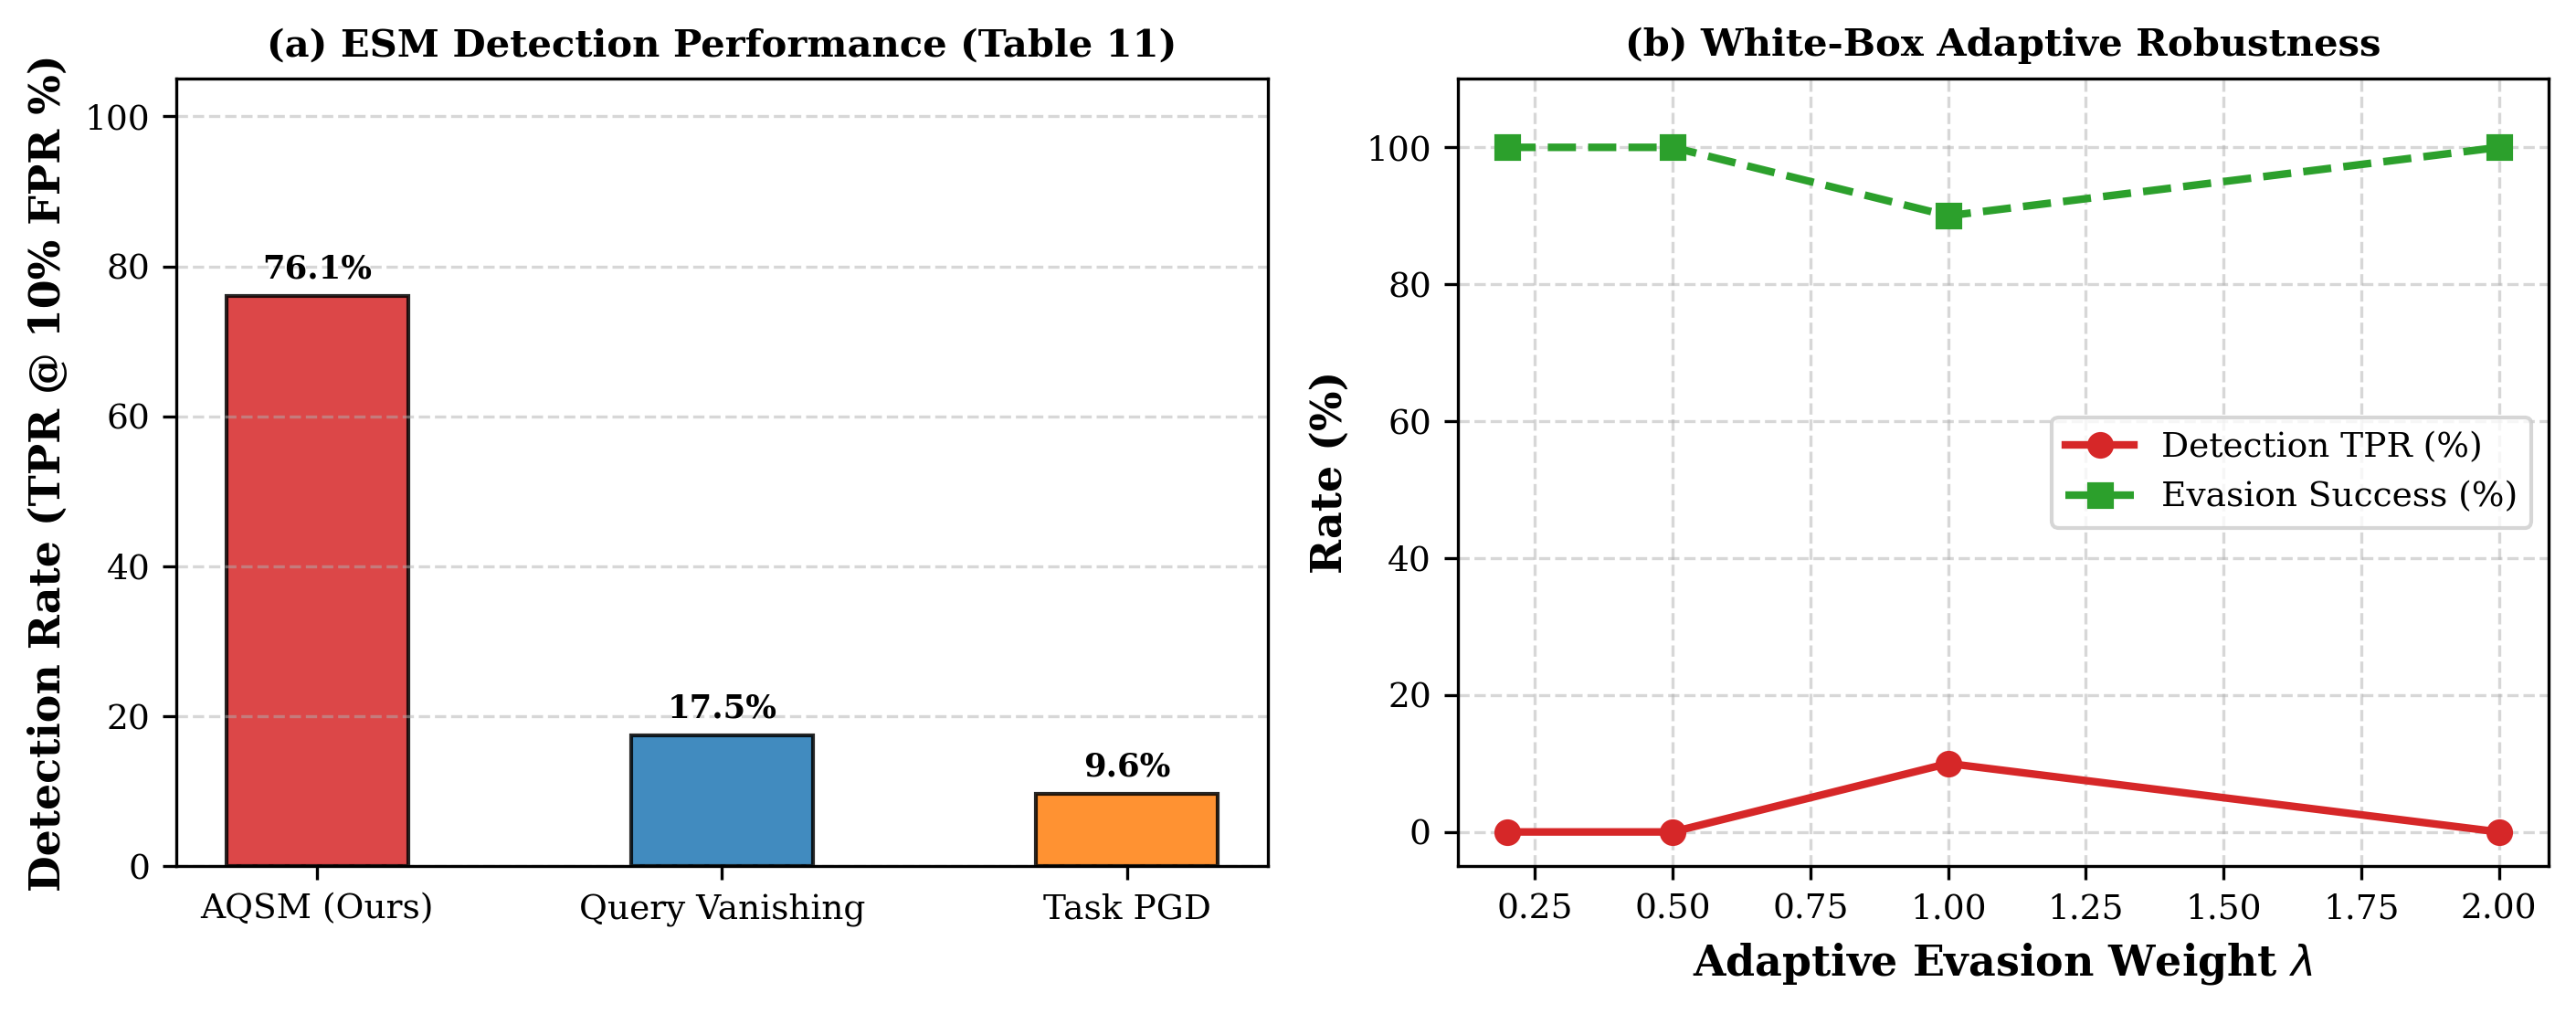 (a) ESM Detection Performance (Table 11)
Detection Rate (TPR @ 10% FPR %)
100
80
60
40
20
0
76.1%
17.5%
9.6%
AQSM (Ours)
Query Vanishing
Task PGD
(b) White-Box Adaptive Robustness
Rate (%)
100
80
60
40
20
0
Detection TPR (%)
Evasion Success (%)
0.25
0.50
0.75
1.00
1.25
1.50
1.75
2.00
Adaptive Evasion Weight λ